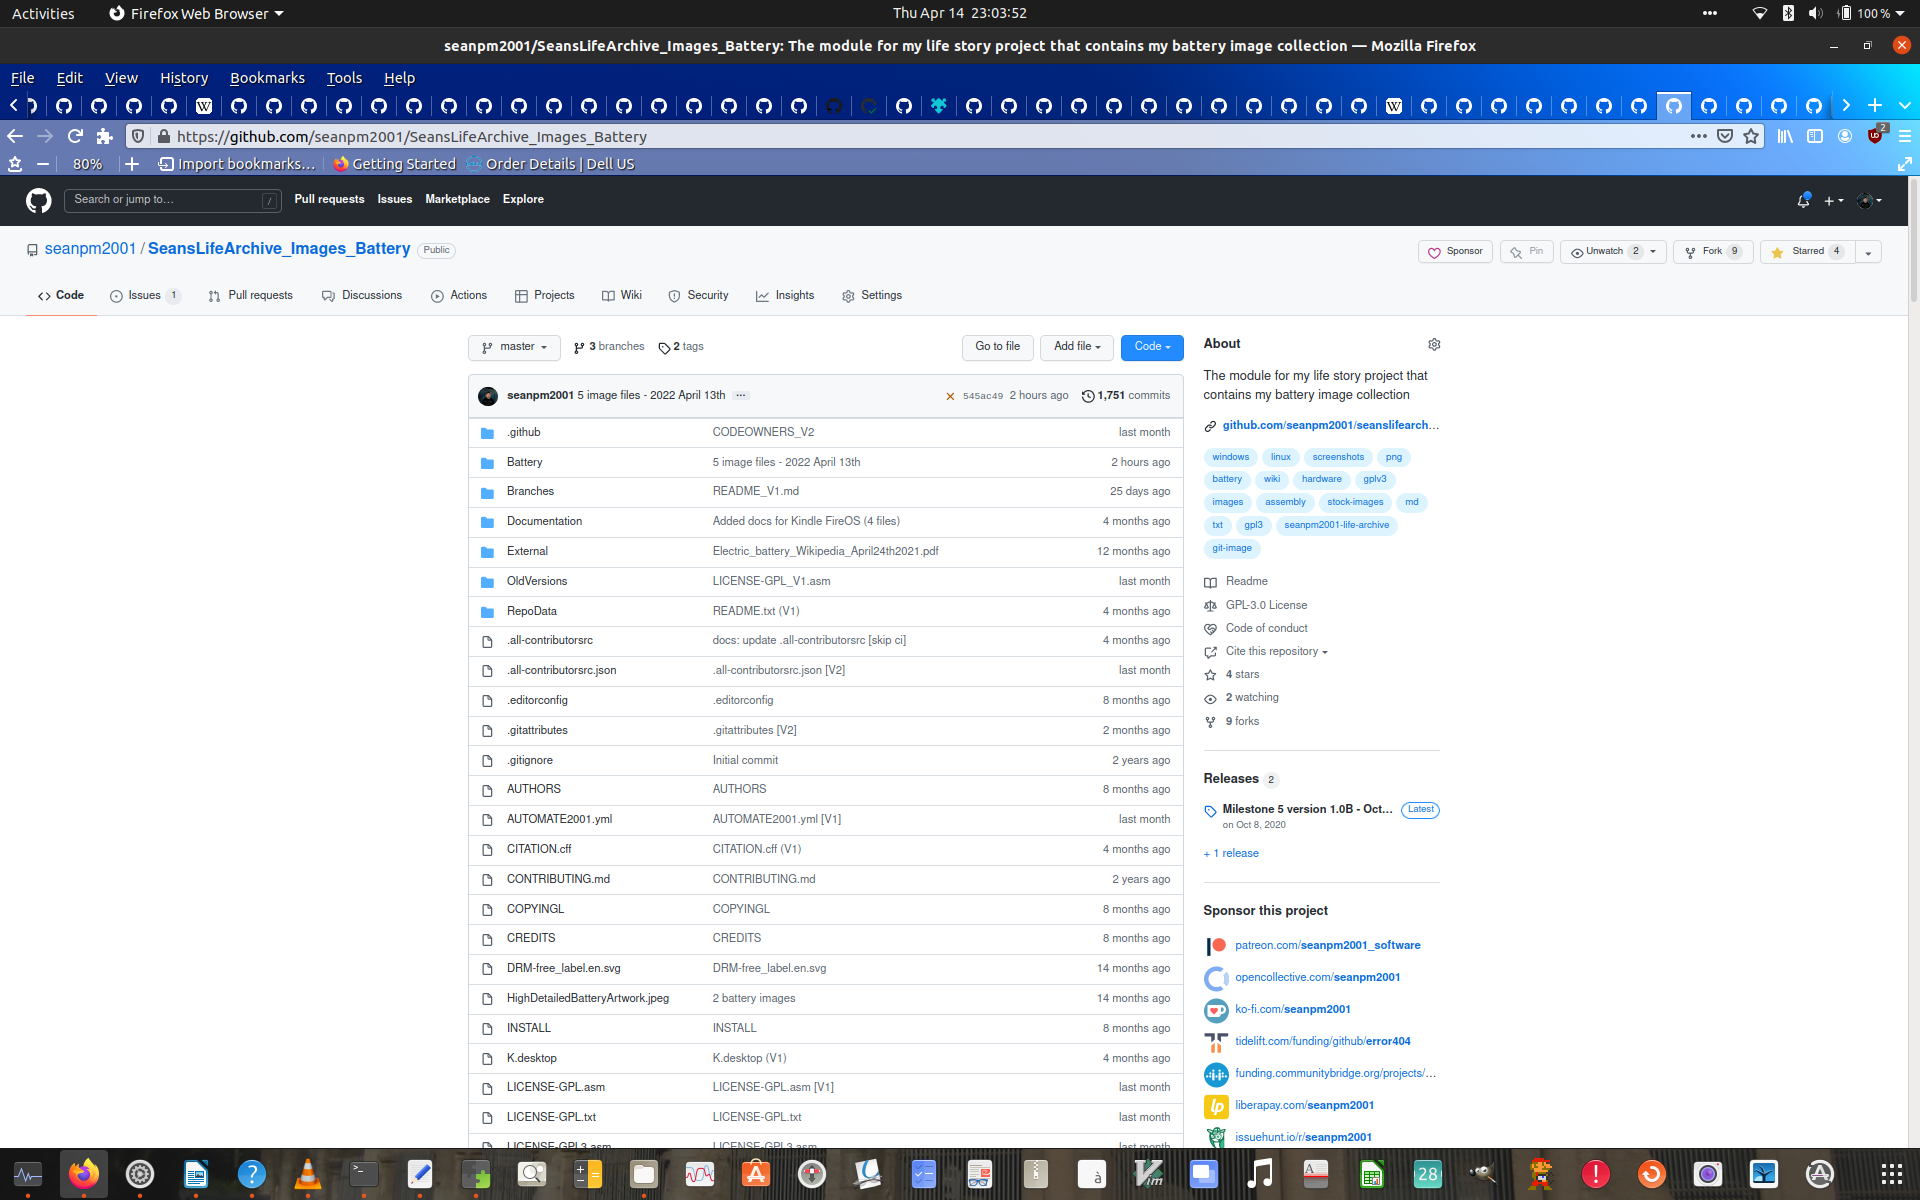 Activities Firefox Web Browser Thu Apr 14 23:03:52 100 %
seanpm2001/SeansLifeArchive_Images_Battery: The module for my life story project that contains my battery image collection — Mozilla Firefox
File Edit View History Bookmarks Tools Help
https://github.com/seanpm2001/SeansLifeArchive_Images_Battery 2
80% Import bookmarks... Getting Started Order Details | Dell US
Search or jump to... / Pull requests Issues Marketplace Explore
seanpm2001 / SeansLifeArchive_Images_Battery Public Sponsor Pin Unwatch 2 Fork 9 Starred 4
Code Issues 1 Pull requests Discussions Actions Projects Wiki Security Insights Settings
master 3 branches 2 tags Go to file Add file Code
seanpm2001 5 image files - 2022 April 13th ... 545ac49 2 hours ago 1,751 commits
.github CODEOWNERS_V2 last month
Battery 5 image files - 2022 April 13th 2 hours ago
Branches README_V1.md 25 days ago
Documentation Added docs for Kindle FireOS (4 files) 4 months ago
External Electric_battery_Wikipedia_April24th2021.pdf 12 months ago
OldVersions LICENSE-GPL_V1.asm last month
RepoData README.txt (V1) 4 months ago
.all-contributorsrc docs: update .all-contributorsrc [skip ci] 4 months ago
.all-contributorsrc.json .all-contributorsrc.json [V2] last month
.editorconfig .editorconfig 8 months ago
.gitattributes .gitattributes [V2] 2 months ago
.gitignore Initial commit 2 years ago
AUTHORS AUTHORS 8 months ago
AUTOMATE2001.yml AUTOMATE2001.yml [V1] last month
CITATION.cff CITATION.cff (V1) 4 months ago
CONTRIBUTING.md CONTRIBUTING.md 2 years ago
COPYINGL COPYINGL 8 months ago
CREDITS CREDITS 8 months ago
DRM-free_label.en.svg DRM-free_label.en.svg 14 months ago
HighDetailedBatteryArtwork.jpeg 2 battery images 14 months ago
INSTALL INSTALL 8 months ago
K.desktop K.desktop (V1) 4 months ago
LICENSE-GPL.asm LICENSE-GPL.asm [V1] last month
LICENSE-GPL.txt LICENSE-GPL.txt last month
LICENSE-GPL3.asm LICENSE-GPL3.asm last month
About
The module for my life story project that
contains my battery image collection
github.com/seanpm2001/seanslifearch...
windows linux screenshots png
battery wiki hardware gplv3
images assembly stock-images md
txt gpl3 seanpm2001-life-archive
git-image
Readme
GPL-3.0 License
Code of conduct
Cite this repository
4 stars
2 watching
9 forks
Releases 2
Milestone 5 version 1.0B - Oct... Latest
on Oct 8, 2020
+ 1 release
Sponsor this project
patreon.com/seanpm2001_software
opencollective.com/seanpm2001
ko-fi.com/seanpm2001
tidelift.com/funding/github/error404
funding.communitybridge.org/projects/...
liberapay.com/seanpm2001
issuehunt.io/r/seanpm2001
28